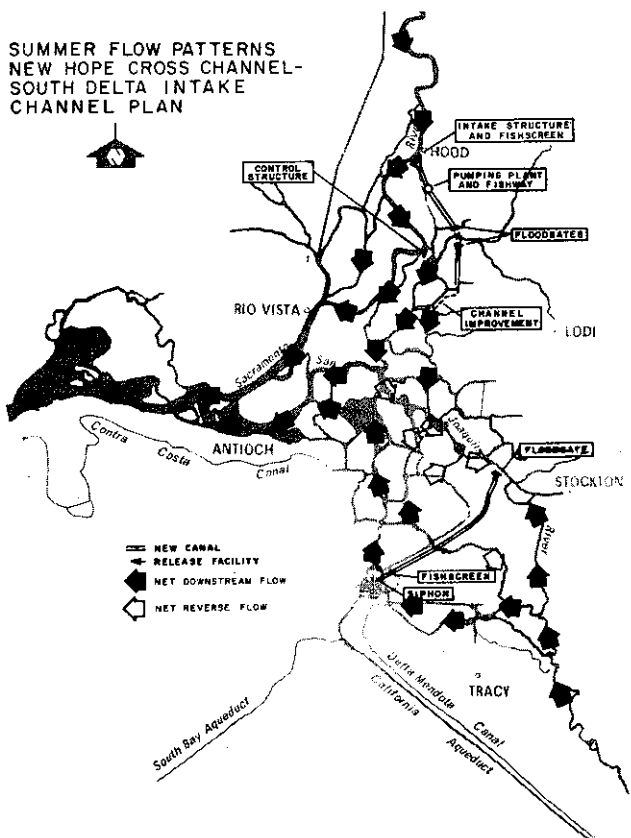 SUMMER FLOW PATTERNS
NEW HOPE CROSS CHANNEL-
SOUTH DELTA INTAKE
CHANNEL PLAN
River
INTAKE STRUCTURE
AND FISHSCREEN
HOOD
CONTROL
STRUCTURE
PUMPING PLANT
AND FISHWAY
FLOODGATES
RIO VISTA
CHANNEL
IMPROVEMENT
LODI
Sacramento
San
Joaquin
ANTIOCH
Contra
Costa
Canal
FLOODGATE
STOCKTON
River
NEW CANAL
RELEASE FACILITY
NET DOWNSTREAM FLOW
NET REVERSE FLOW
FISHSCREEN
SIPHON
TRACY
Delta Mendota Canal
California Aqueduct
South Bay Aqueduct